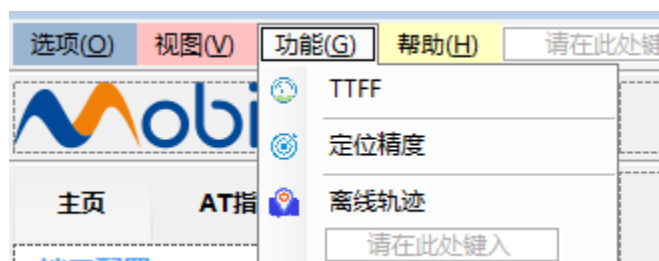 选项(O) 视图(V) 功能(G) 帮助(H) 请在此处键
TTFF
Mobi
定位精度
主页 AT指 离线轨迹
请在此处键入